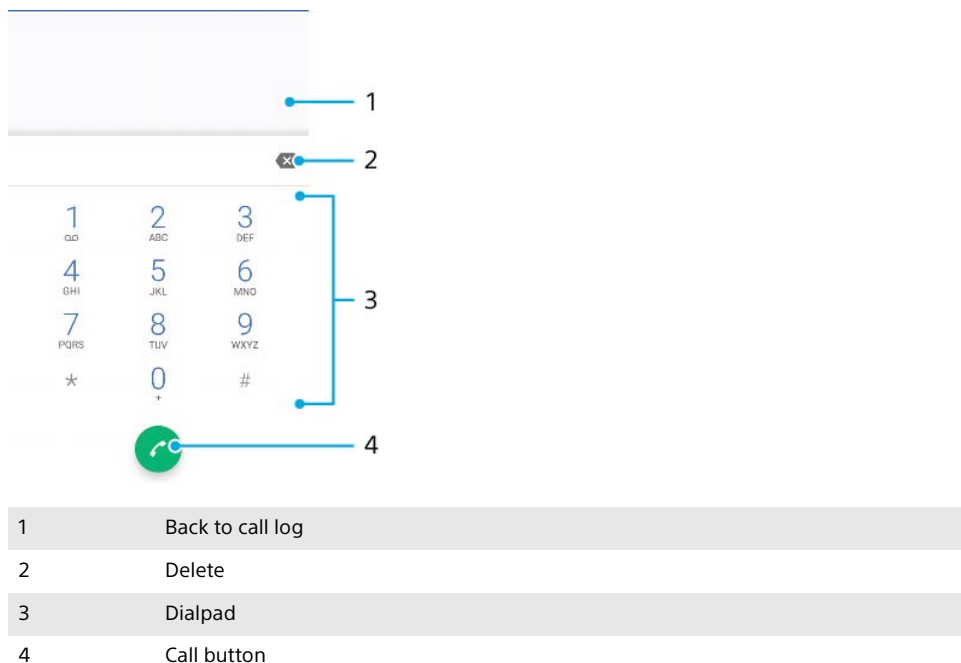 1
2
1 2 3
ABC DEF
4 5 6
GHI JKL MNO
3
7 8 9
PQRS TUV WXYZ
* 0 #
+
4
1 Back to call log
2 Delete
3 Dialpad
4 Call button